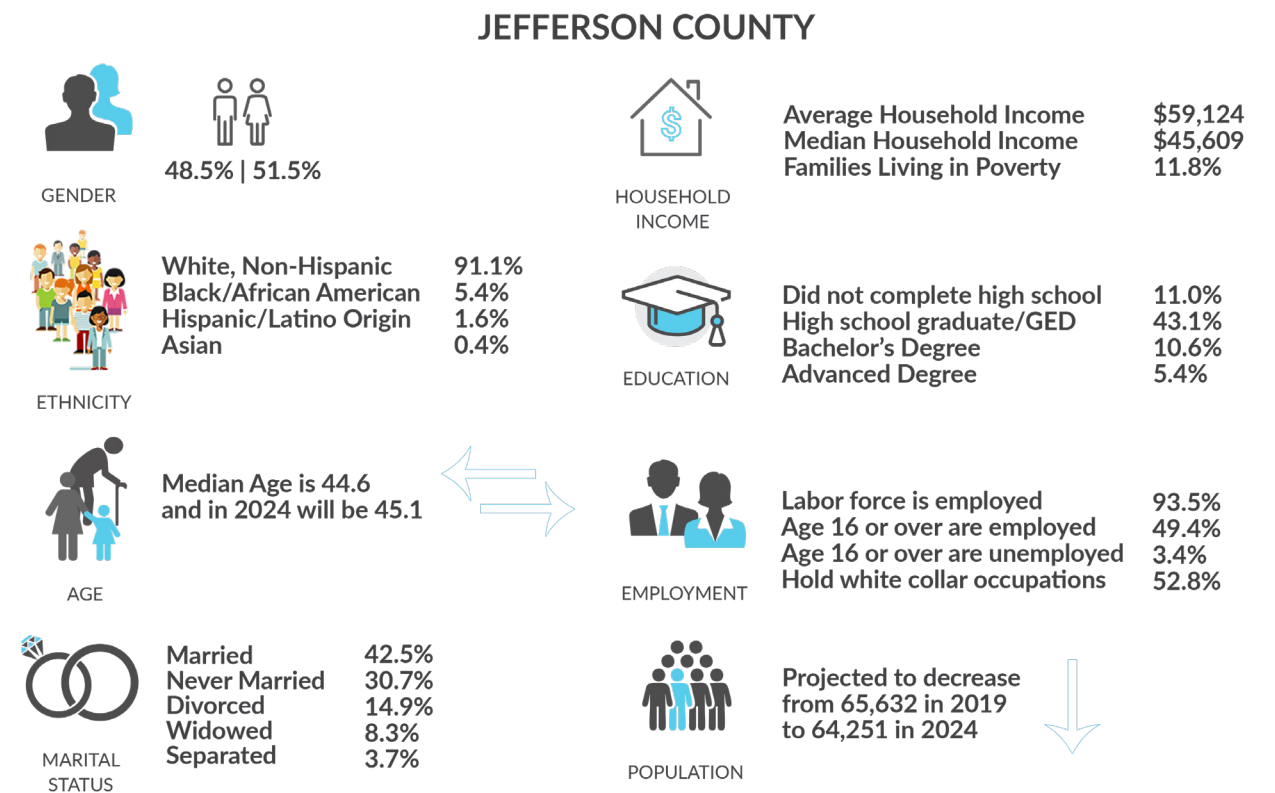 JEFFERSON COUNTY
48.5% | 51.5%
GENDER
White, Non-Hispanic 91.1%
Black/African American 5.4%
Hispanic/Latino Origin 1.6%
Asian 0.4%
ETHNICITY
Median Age is 44.6
and in 2024 will be 45.1
AGE
Married 42.5%
Never Married 30.7%
Divorced 14.9%
Widowed 8.3%
Separated 3.7%
MARITAL
STATUS
$
Average Household Income $59,124
Median Household Income $45,609
Families Living in Poverty 11.8%
HOUSEHOLD
INCOME
Did not complete high school 11.0%
High school graduate/GED 43.1%
Bachelor’s Degree 10.6%
Advanced Degree 5.4%
EDUCATION
Labor force is employed 93.5%
Age 16 or over are employed 49.4%
Age 16 or over are unemployed 3.4%
Hold white collar occupations 52.8%
EMPLOYMENT
Projected to decrease
from 65,632 in 2019
to 64,251 in 2024
POPULATION